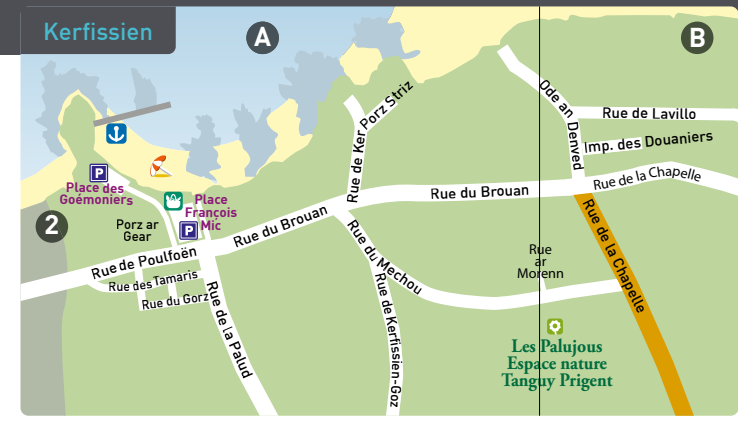 Kerfissien
A
B
2
P
Place des
Goémoniers
Place
François
Mic
P
Porz ar
Gear
Rue de Poulfoën
Rue des Tamaris
Rue du Gorz
Rue de la Palud
Rue du Brouan
Rue de Ker Porz Striz
Rue du Brouan
Rue du Mechou
Rue de Kerfissien-Goz
Ode an Denved
Rue de Lavillo
Imp. des Douaniers
Rue de la Chapelle
Rue de la Chapelle
Rue
ar
Morenn
Les Palujous
Espace nature
Tanguy Prigent